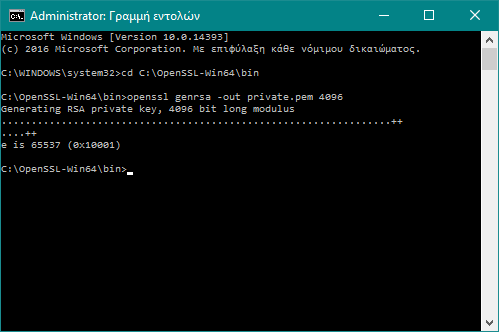 Administrator: Γραμμή εντολών
Microsoft Windows [Version 10.0.14393]
(c) 2016 Microsoft Corporation. Με επιφύλαξη κάθε νόμιμου δικαιώματος.
C:\WINDOWS\system32>cd C:\OpenSSL-Win64\bin
C:\OpenSSL-Win64\bin>openssl genrsa -out private.pem 4096
Generating RSA private key, 4096 bit long modulus
..................................................................++
....++
e is 65537 (0x10001)
C:\OpenSSL-Win64\bin>